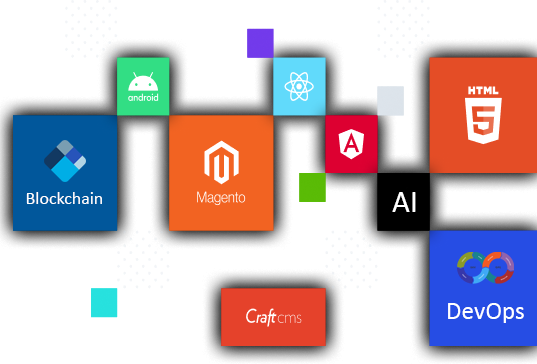 android
HTML
5
Blockchain
Magento
A
AI
DevOps
Craft cms